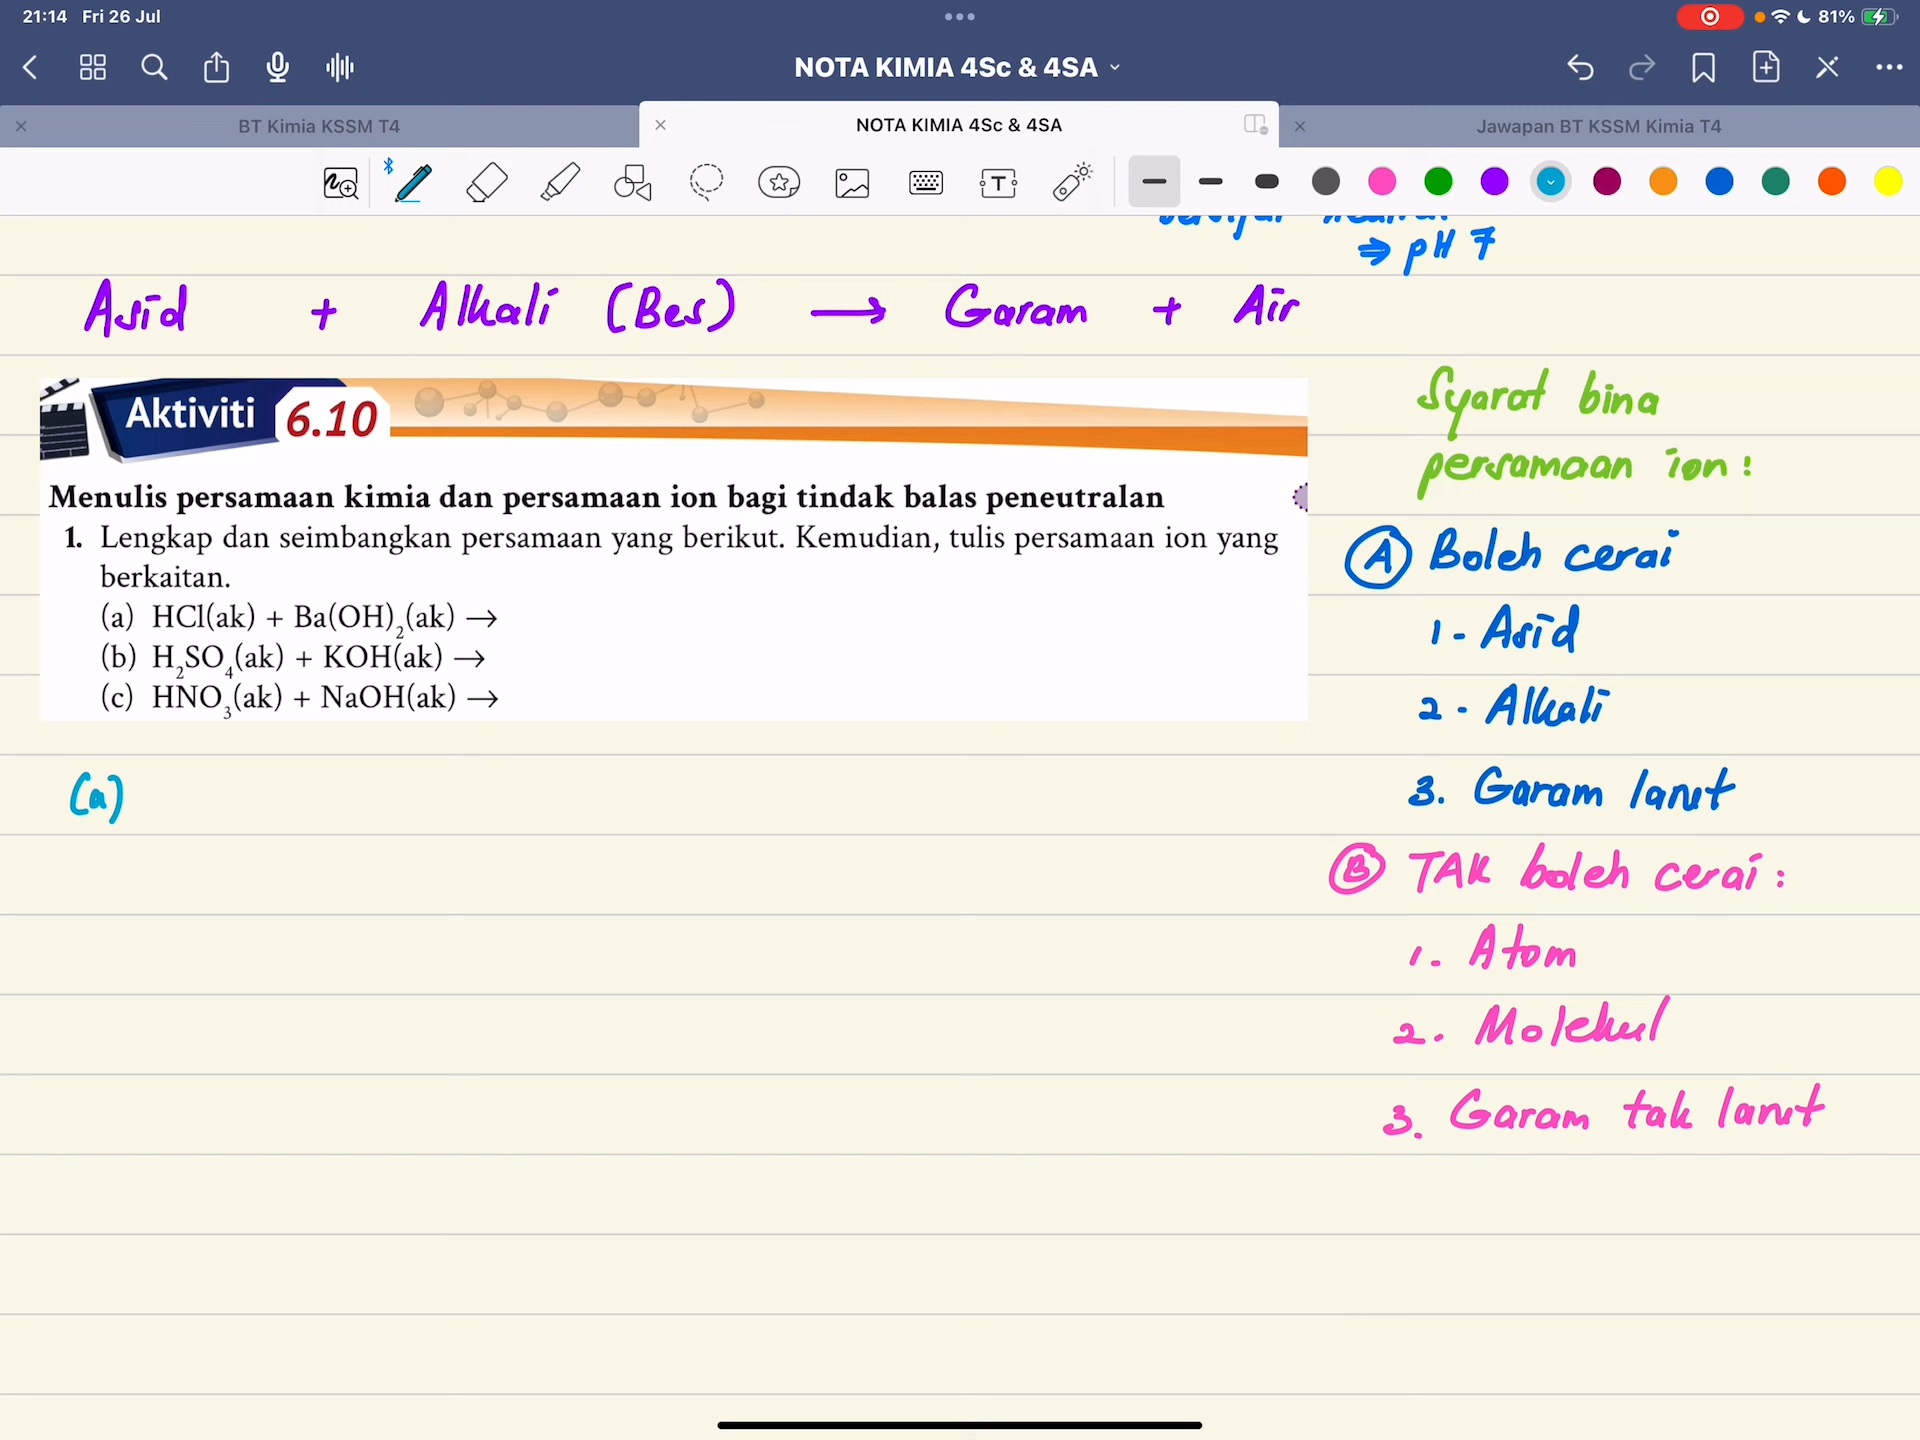 21:14 Fri 26 Jul
81%
NOTA KIMIA 4Sc & 4SA
BT Kimia KSSM T4
NOTA KIMIA 4Sc & 4SA
Jawapan BT KSSM Kimia T4
⇒ pH 7
Asid + Alkali (Bes) → Garam + Air
Aktiviti 6.10
Menulis persamaan kimia dan persamaan ion bagi tindak balas peneutralan
1. Lengkap dan seimbangkan persamaan yang berikut. Kemudian, tulis persamaan ion yang
berkaitan.
(a) HCl(ak) + Ba(OH)₂(ak) →
(b) H₂SO₄(ak) + KOH(ak) →
(c) HNO₃(ak) + NaOH(ak) →
(a)
Syarat bina
persamaan ion :
(A) Boleh cerai
1 - Asid
2 - Alkali
3. Garam larut
(B) TAK boleh cerai :
1. Atom
2. Molekul
3. Garam tak larut